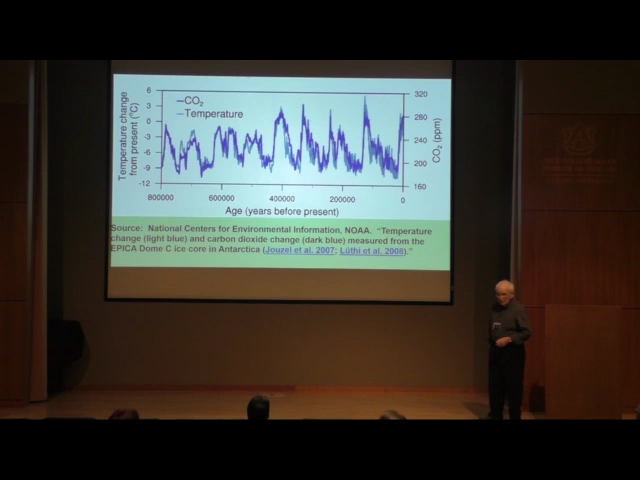 6
3
0
-3
-6
-9
-12
Temperature change
from present (°C)
CO2
Temperature
320
280
240
200
160
CO2 (ppm)
800000 600000 400000 200000 0
Age (years before present)
Source: National Centers for Environmental Information, NOAA. "Temperature
change (light blue) and carbon dioxide change (dark blue) measured from the
EPICA Dome C ice core in Antarctica (Jouzel et al. 2007; Lüthi et al. 2008)."